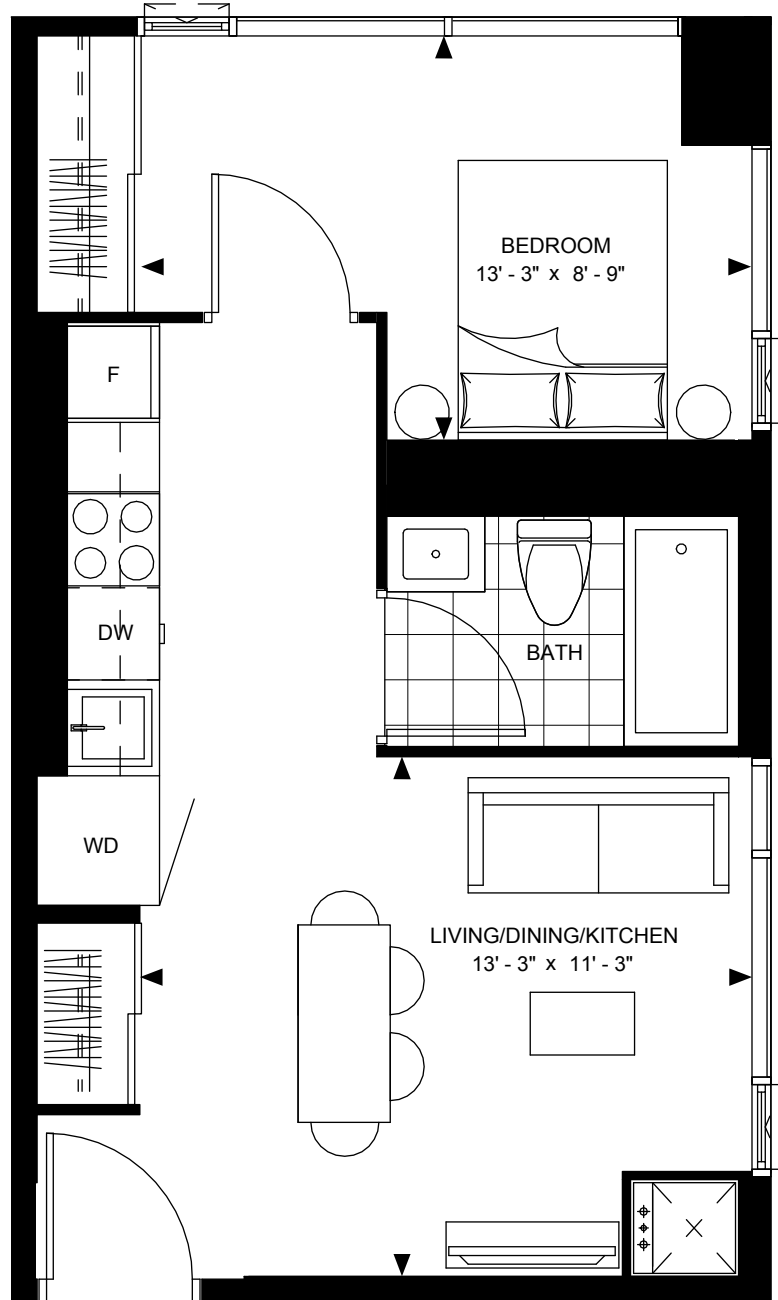 BEDROOM
13' - 3" x 8' - 9"
F
DW
BATH
WD
LIVING/DINING/KITCHEN
13' - 3" x 11' - 3"